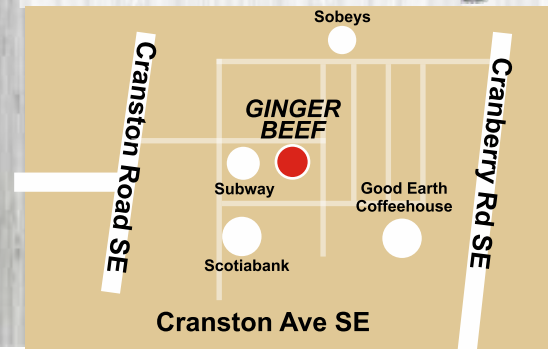 Sobeys
Cranston Road SE
Cranberry Rd SE
GINGER
BEEF
Subway
Good Earth
Coffeehouse
Scotiabank
Cranston Ave SE